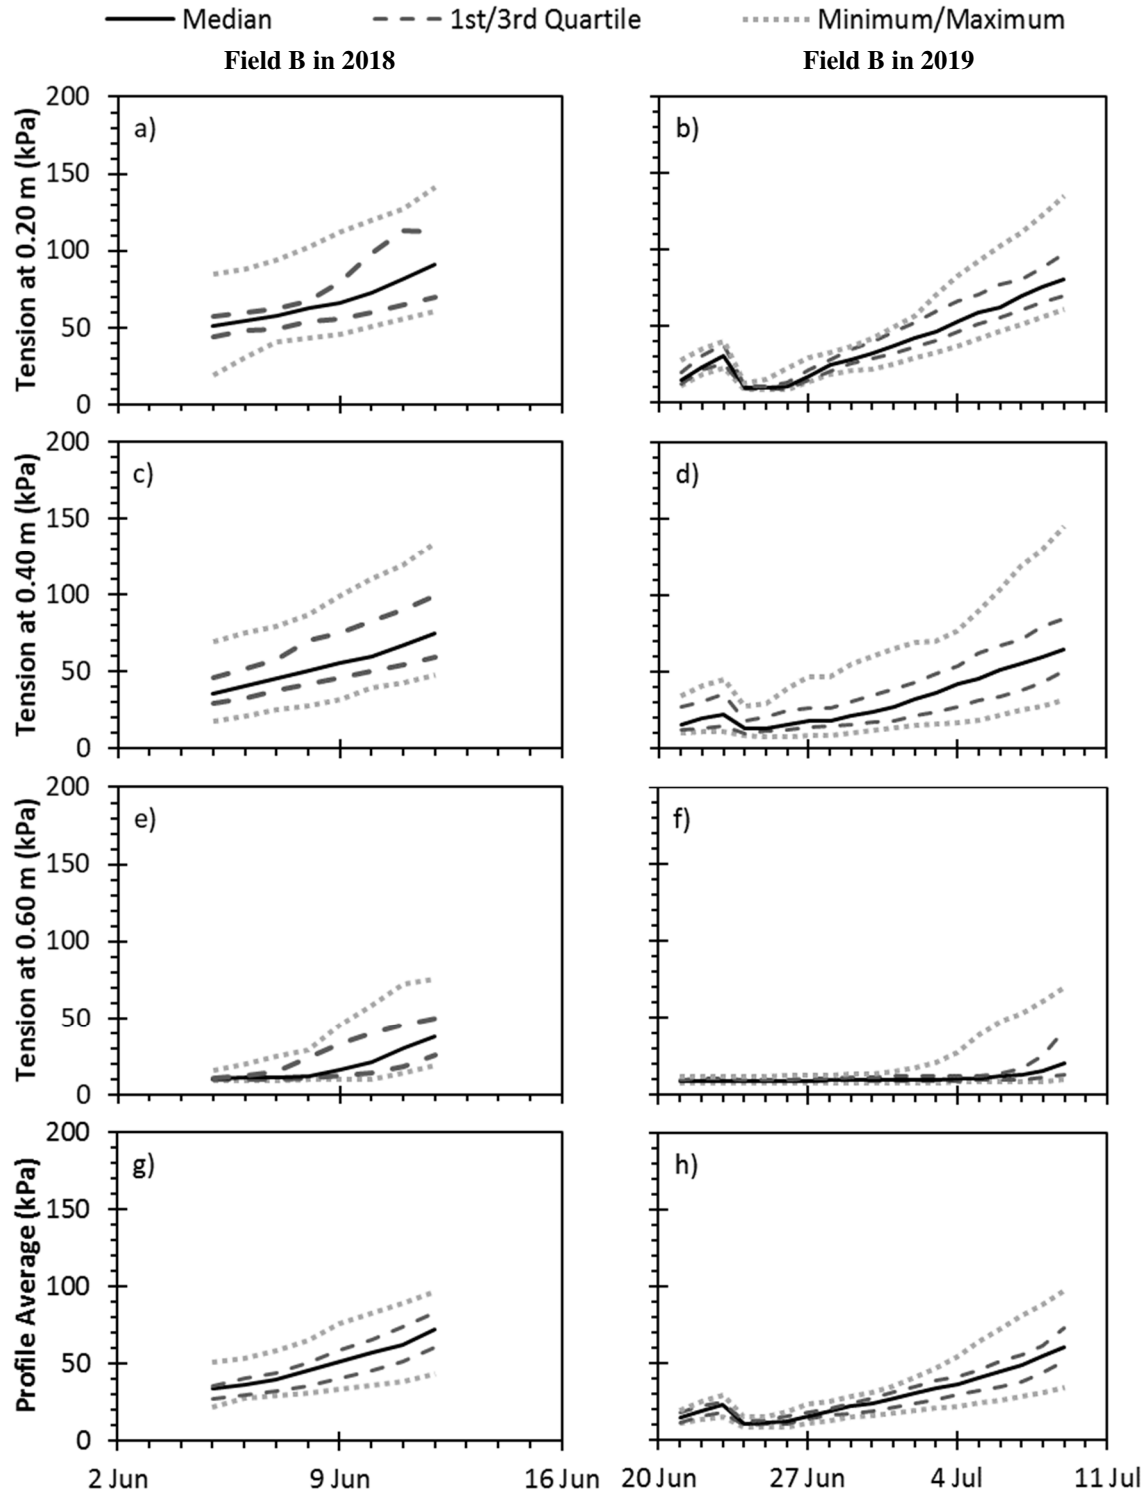 Median 1st/3rd Quartile Minimum/Maximum
Field B in 2018 Field B in 2019
Tension at 0.20 m (kPa)
200
150
100
50
0
a)
b)
Tension at 0.40 m (kPa)
200
150
100
50
0
c)
d)
Tension at 0.60 m (kPa)
200
150
100
50
0
e)
f)
Profile Average (kPa)
200
150
100
50
0
g)
h)
2 Jun 9 Jun 16 Jun 20 Jun 27 Jun 4 Jul 11 Jul